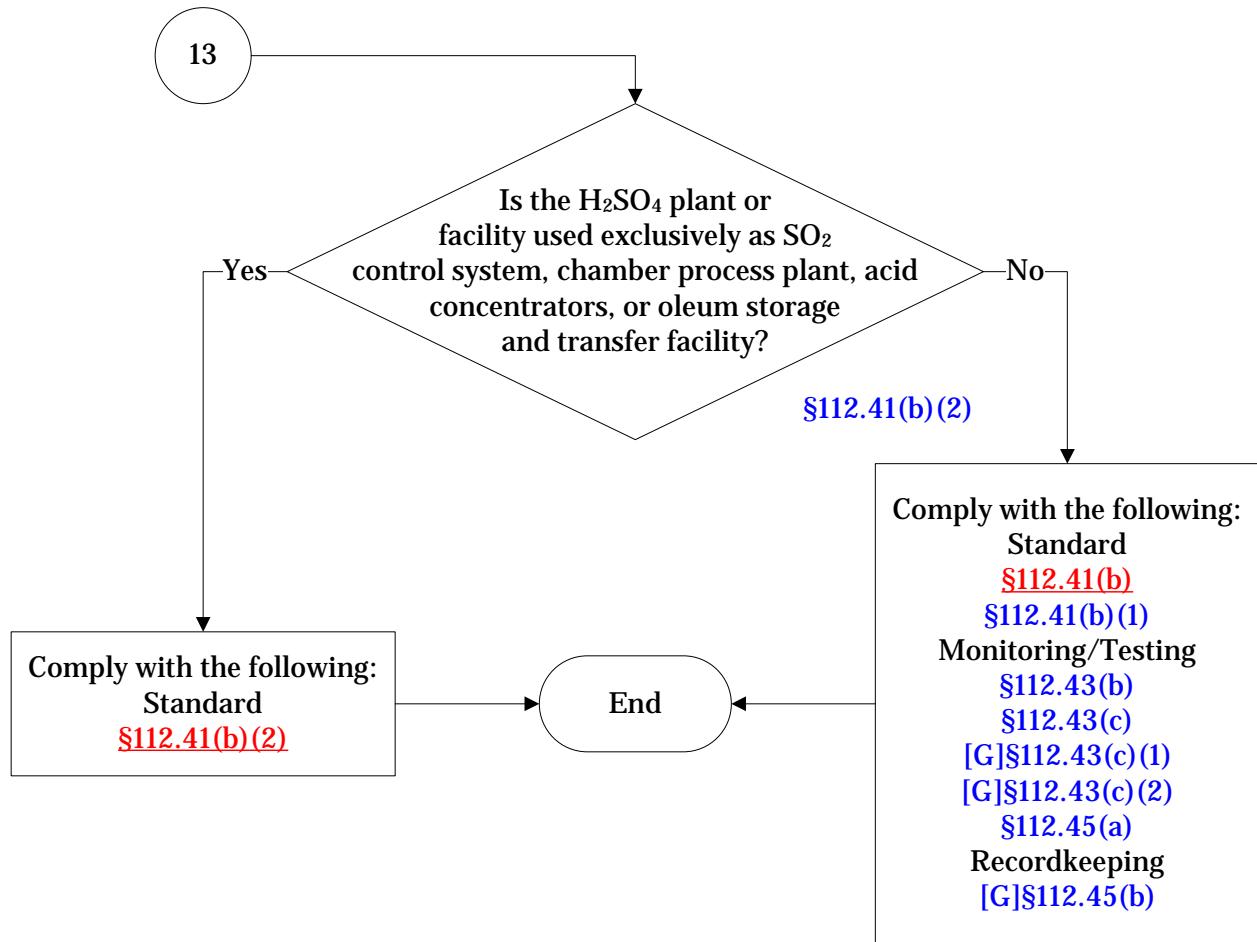 13
Is the H₂SO₄ plant or
facility used exclusively as SO₂
control system, chamber process plant, acid
concentrators, or oleum storage
and transfer facility?
Yes
No
§112.41(b)(2)
Comply with the following:
Standard
§112.41(b)(2)
End
Comply with the following:
Standard
§112.41(b)
§112.41(b)(1)
Monitoring/Testing
§112.43(b)
§112.43(c)
[G]§112.43(c)(1)
[G]§112.43(c)(2)
§112.45(a)
Recordkeeping
[G]§112.45(b)